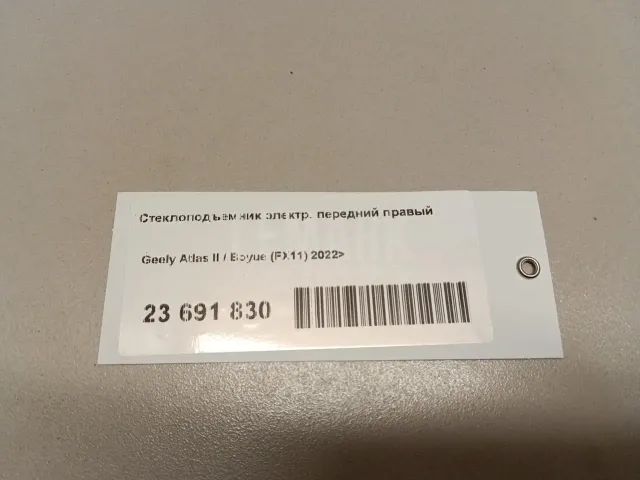 Стеклоподъемник электр. передний правый
Geely Atlas II / Boyue (FX11) 2022>
23 691 830